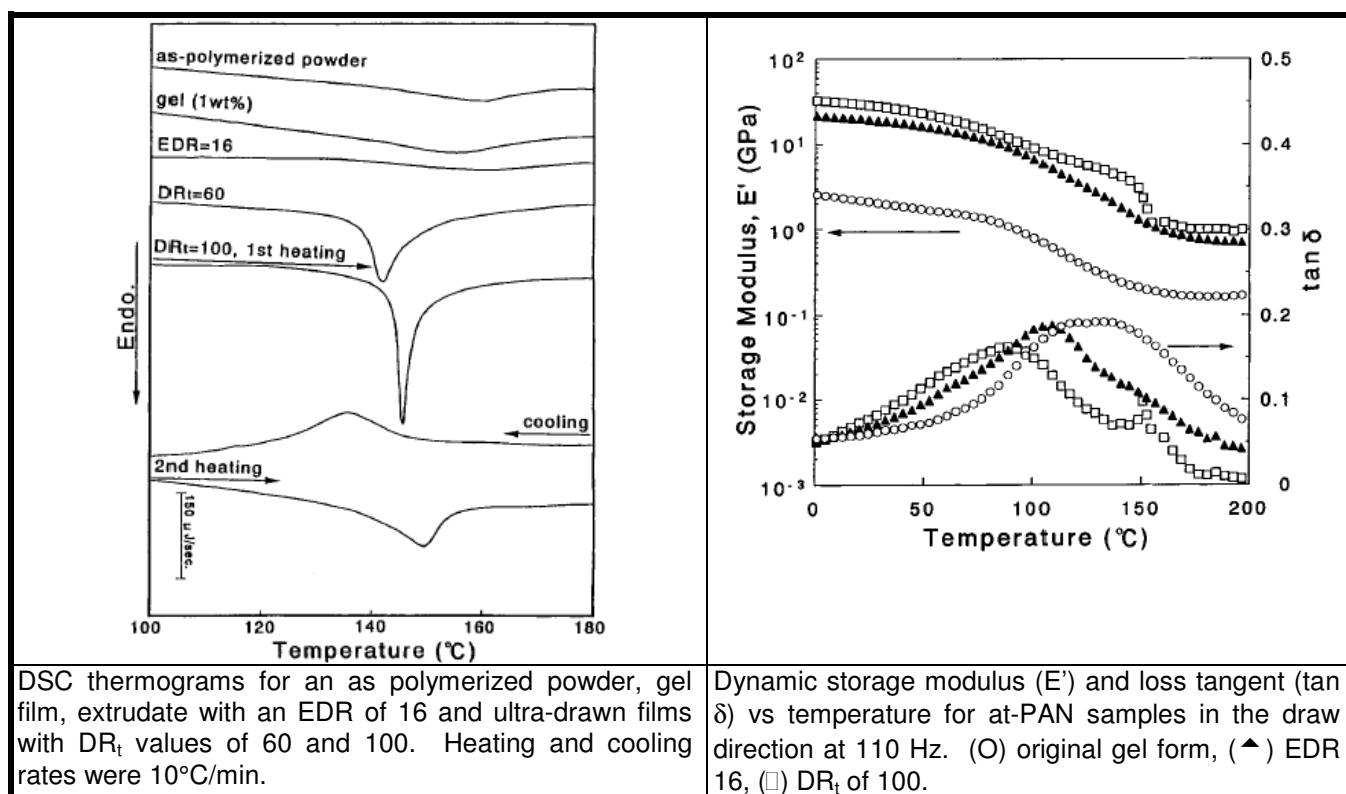 as-polymerized powder
gel (1wt%)
EDR=16
DRt=60
DRt=100, 1st heating
Endo.
cooling
2nd heating
150 μJ/sec.
100 120 140 160 180
Temperature (℃)
DSC thermograms for an as polymerized powder, gel
film, extrudate with an EDR of 16 and ultra-drawn films
with DRt values of 60 and 100. Heating and cooling
rates were 10°C/min.
Storage Modulus, E' (GPa)
10²
10¹
10⁰
10⁻¹
10⁻²
10⁻³
0.5
0.4
0.3
0.2
0.1
0
tan δ
0 50 100 150 200
Temperature (℃)
Dynamic storage modulus (E’) and loss tangent (tan
δ) vs temperature for at-PAN samples in the draw
direction at 110 Hz. (O) original gel form, (▲) EDR
16, (□) DRt of 100.